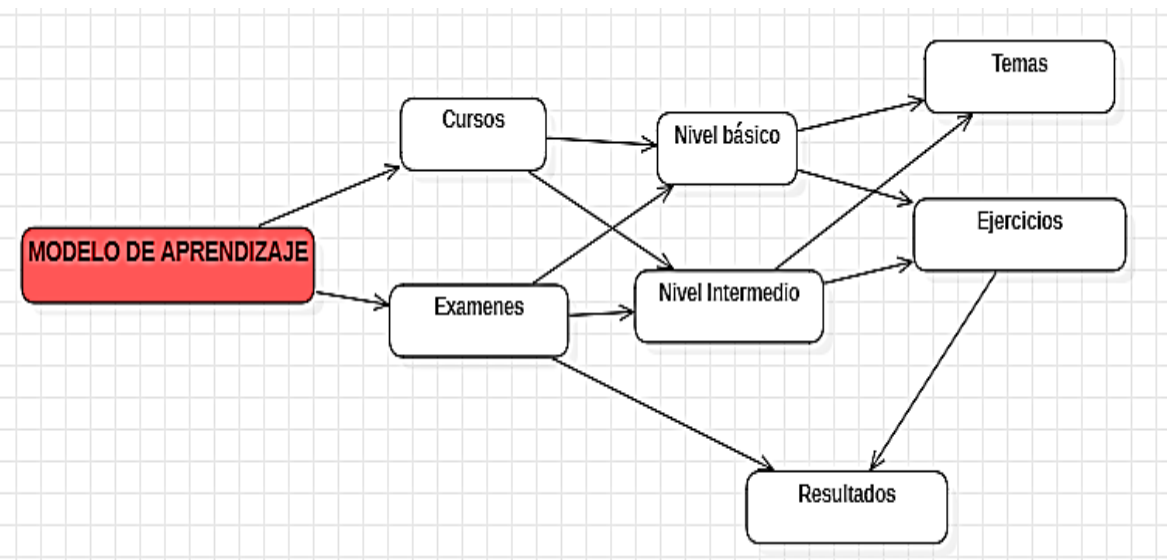 Temas
Cursos
Nivel básico
Ejercicios
MODELO DE APRENDIZAJE
Examenes
Nivel Intermedio
Resultados